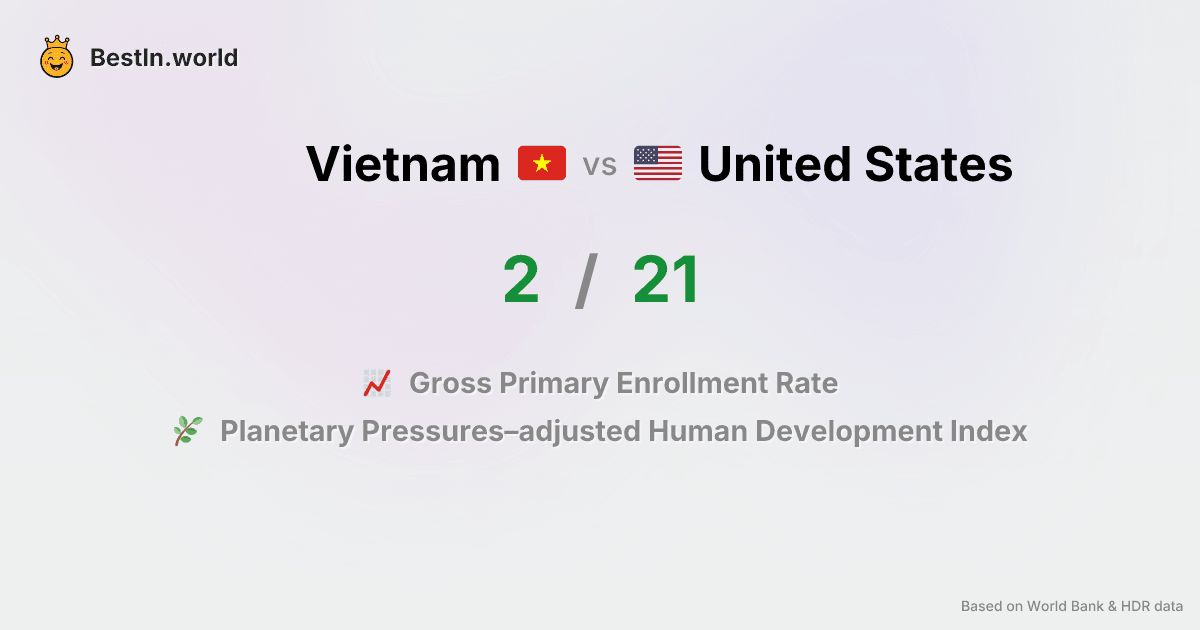 BestIn.world
Vietnam vs United States
2 / 21
Gross Primary Enrollment Rate
Planetary Pressures–adjusted Human Development Index
Based on World Bank & HDR data